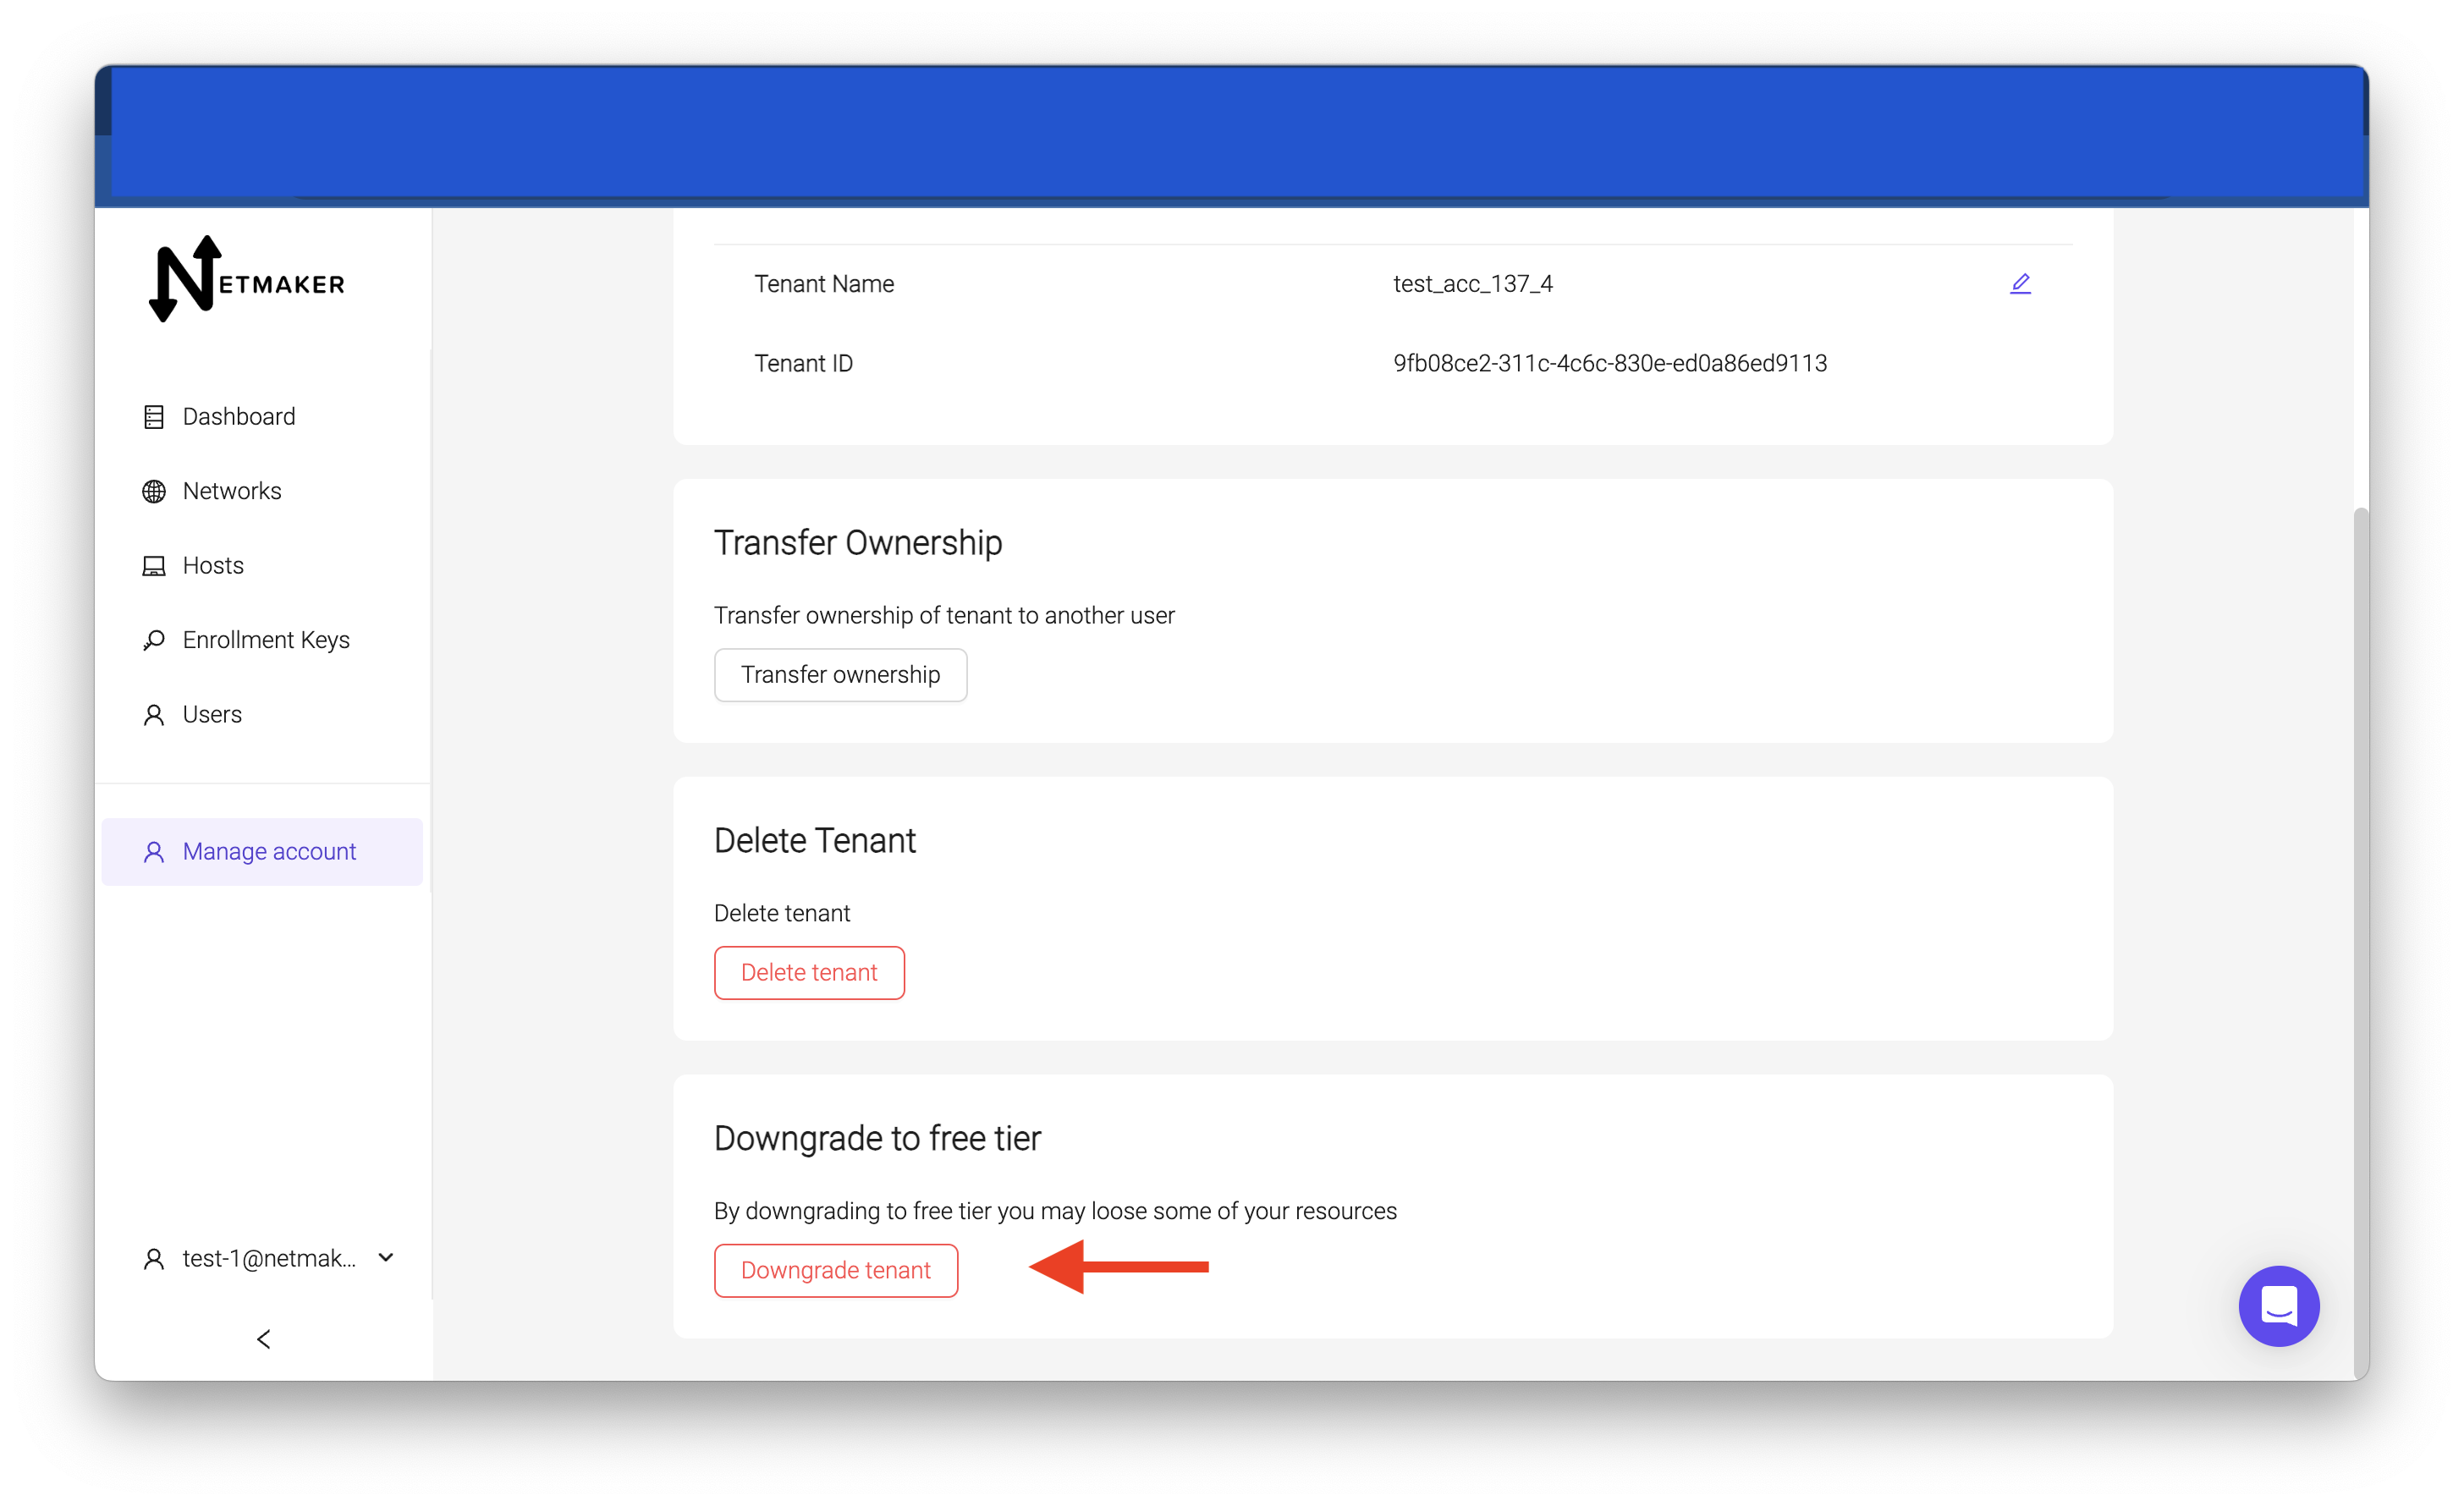 NETMAKER
Dashboard
Networks
Hosts
Enrollment Keys
Users
Manage account
test-1@netmak...
Tenant Name test_acc_137_4
Tenant ID 9fb08ce2-311c-4c6c-830e-ed0a86ed9113
Transfer Ownership
Transfer ownership of tenant to another user
Transfer ownership
Delete Tenant
Delete tenant
Delete tenant
Downgrade to free tier
By downgrading to free tier you may loose some of your resources
Downgrade tenant